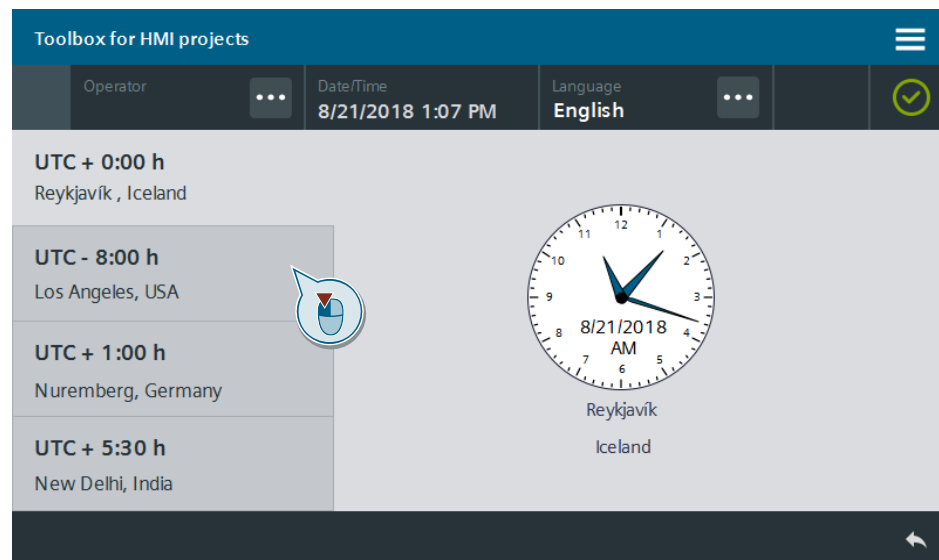 Toolbox for HMI projects
Operator
Date/Time
8/21/2018 1:07 PM
Language
English
UTC + 0:00 h
Reykjavík , Iceland
UTC - 8:00 h
Los Angeles, USA
UTC + 1:00 h
Nuremberg, Germany
UTC + 5:30 h
New Delhi, India
12
1
2
3
4
5
6
7
8
9
10
11
8/21/2018
AM
Reykjavík
Iceland